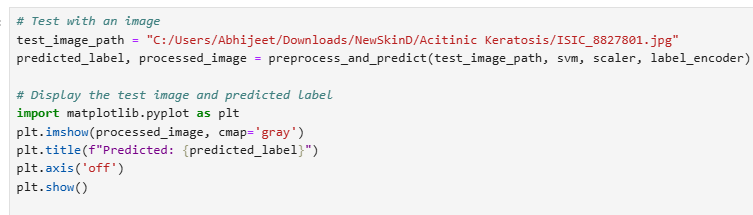 # Test with an image
test_image_path = "C:/Users/Abhijeet/Downloads/NewSkinD/Acitinic Keratosis/ISIC_8827801.jpg"
predicted_label, processed_image = preprocess_and_predict(test_image_path, svm, scaler, label_encoder)

# Display the test image and predicted label
import matplotlib.pyplot as plt
plt.imshow(processed_image, cmap='gray')
plt.title(f"Predicted: {predicted_label}")
plt.axis('off')
plt.show()